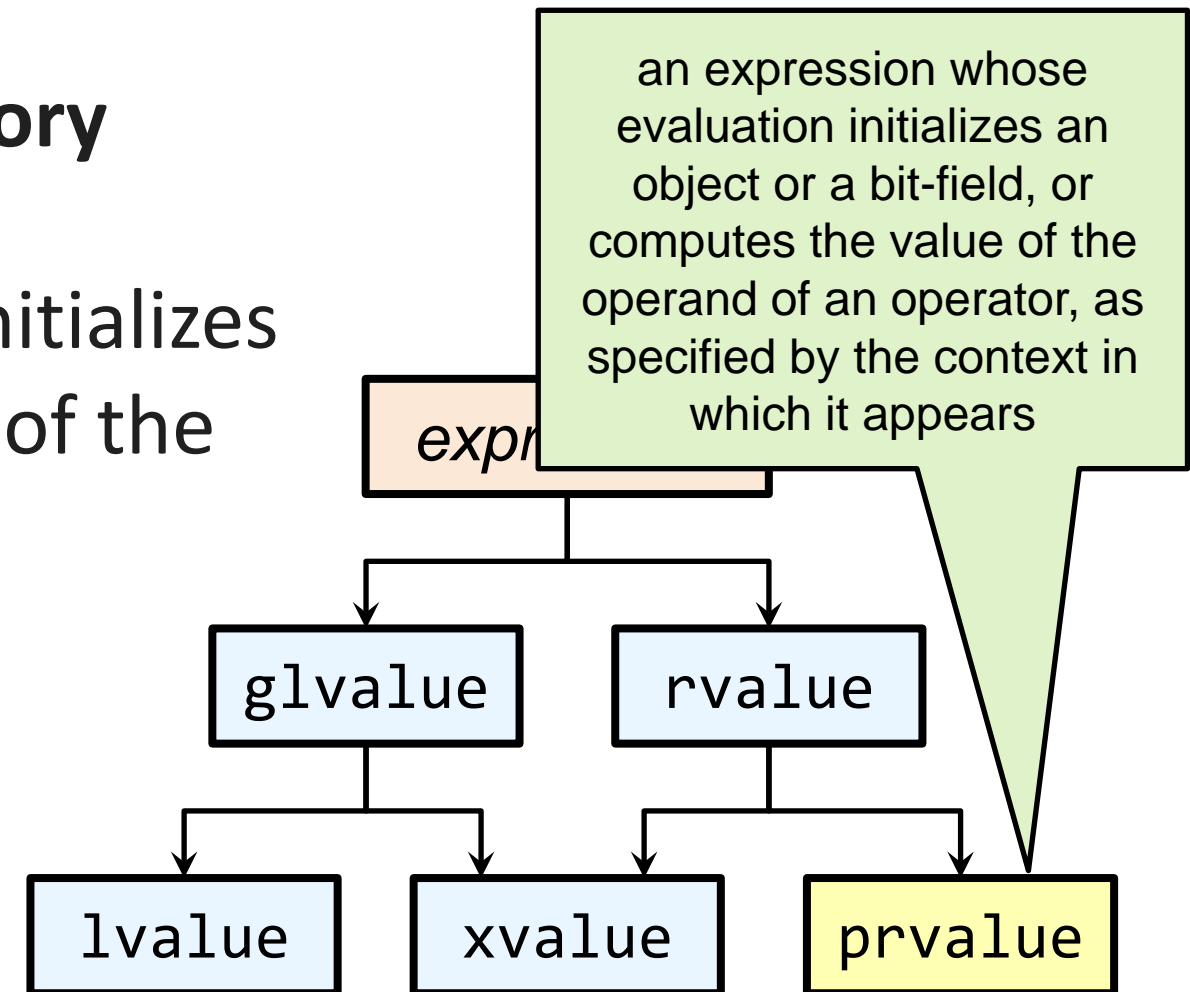 ory
nitializes
of the
an expression whose
evaluation initializes an
object or a bit-field, or
computes the value of the
operand of an operator, as
specified by the context in
which it appears
expr
glvalue
rvalue
lvalue
xvalue
prvalue